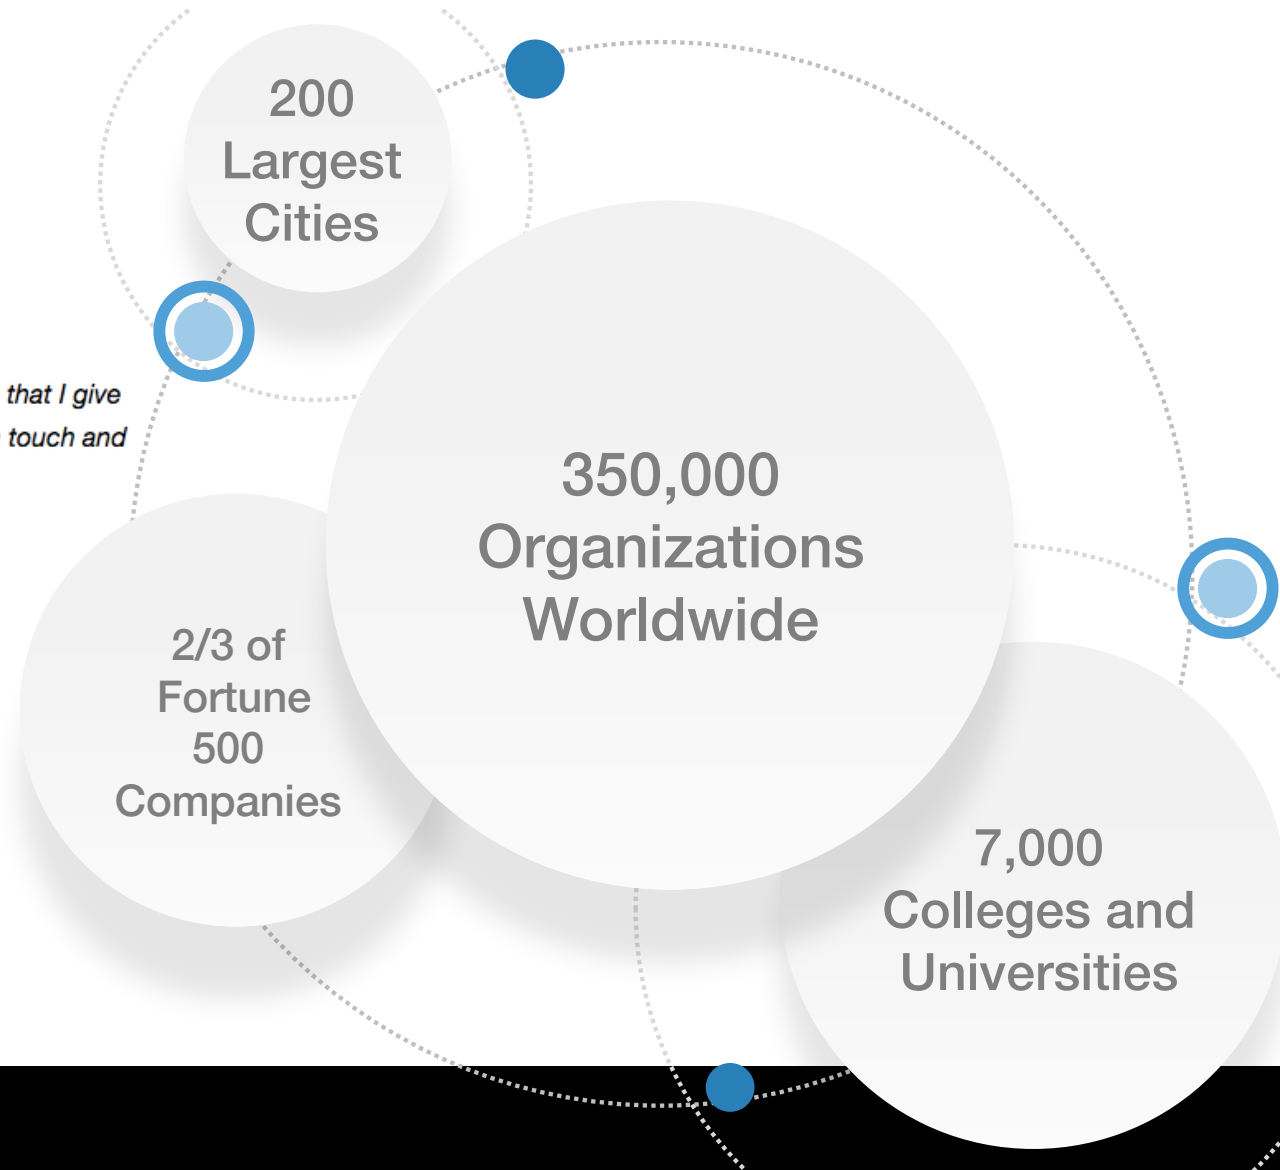 200
Largest
Cities
that I give
touch and
350,000
Organizations
Worldwide
2/3 of
Fortune
500
Companies
7,000
Colleges and
Universities